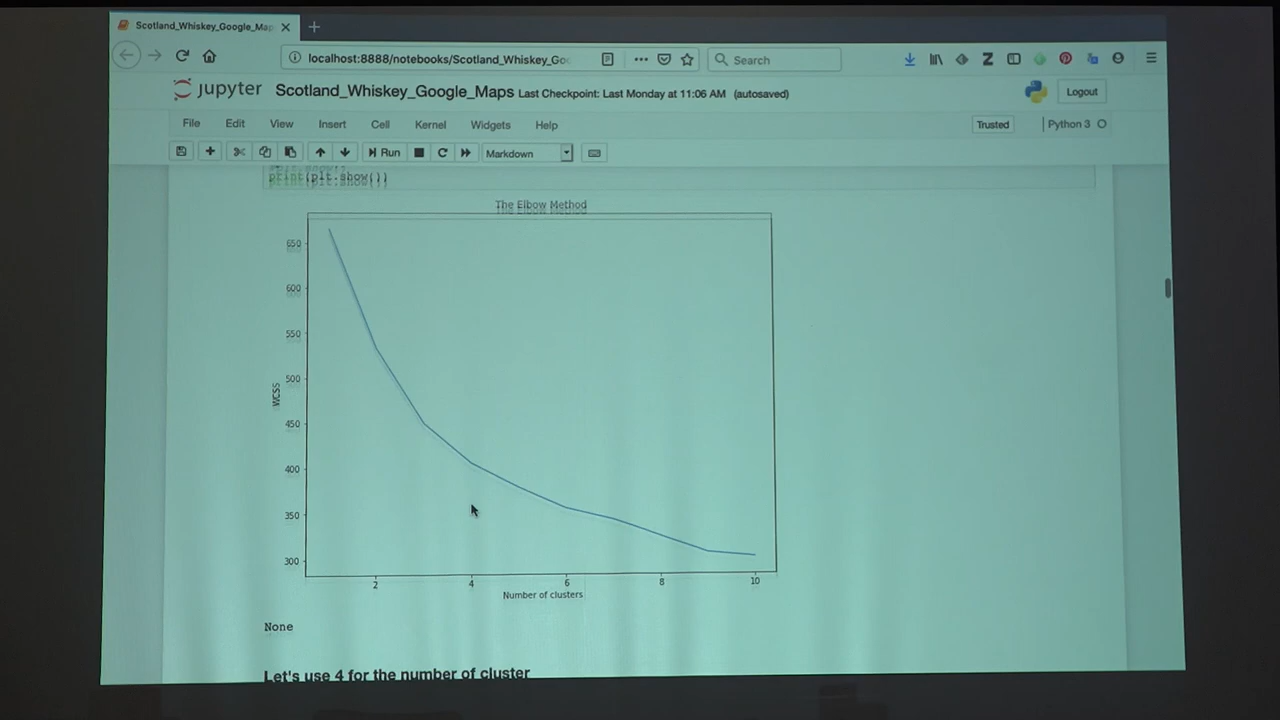 Scotland_Whiskey_Google_Map
localhost:8888/notebooks/Scotland_Whiskey_Go
Search
jupyter Scotland_Whiskey_Google_Maps Last Checkpoint: Last Monday at 11:06 AM (autosaved)
Logout
File Edit View Insert Cell Kernel Widgets Help
Trusted Python 3
Run Markdown
print(plt.show())
The Elbow Method
650
600
550
500
450
400
350
300
WCSS
2 4 6 8 10
Number of clusters
None
Let's use 4 for the number of cluster